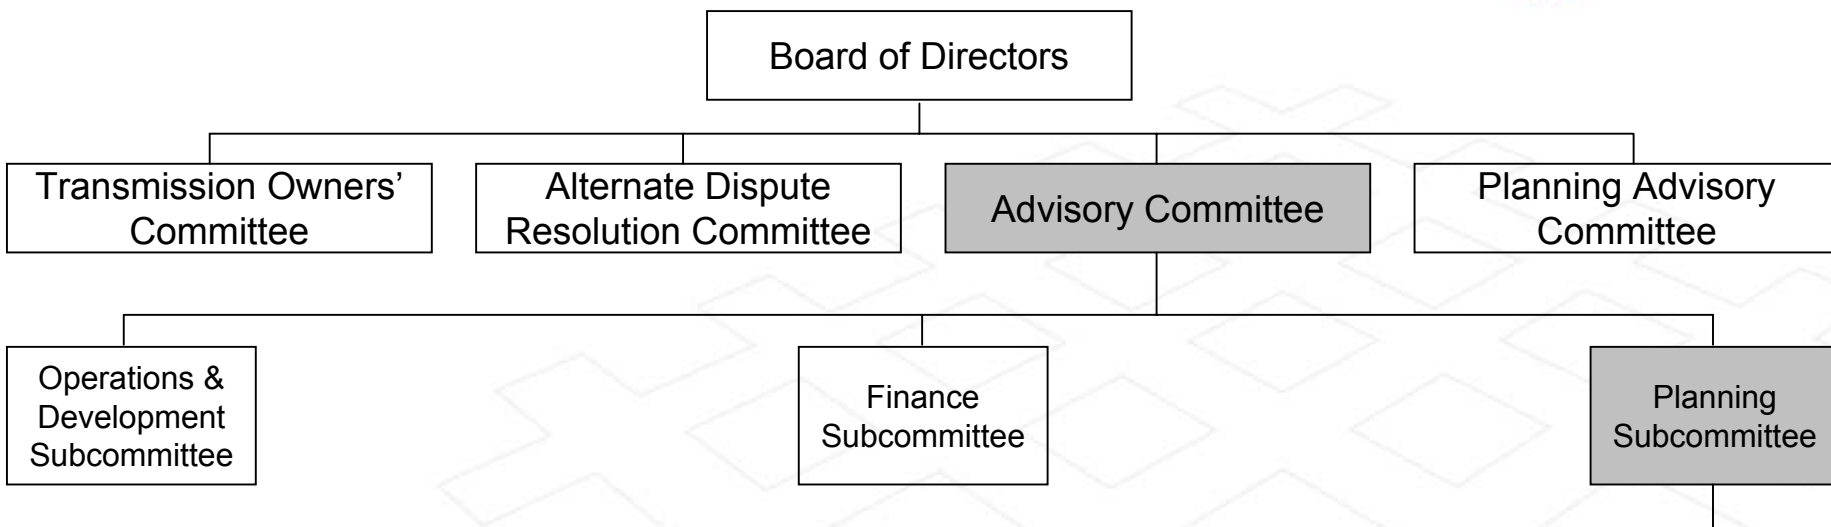 Board of Directors
Transmission Owners’
Committee
Alternate Dispute
Resolution Committee
Advisory Committee
Planning Advisory
Committee
Operations &
Development
Subcommittee
Finance
Subcommittee
Planning
Subcommittee